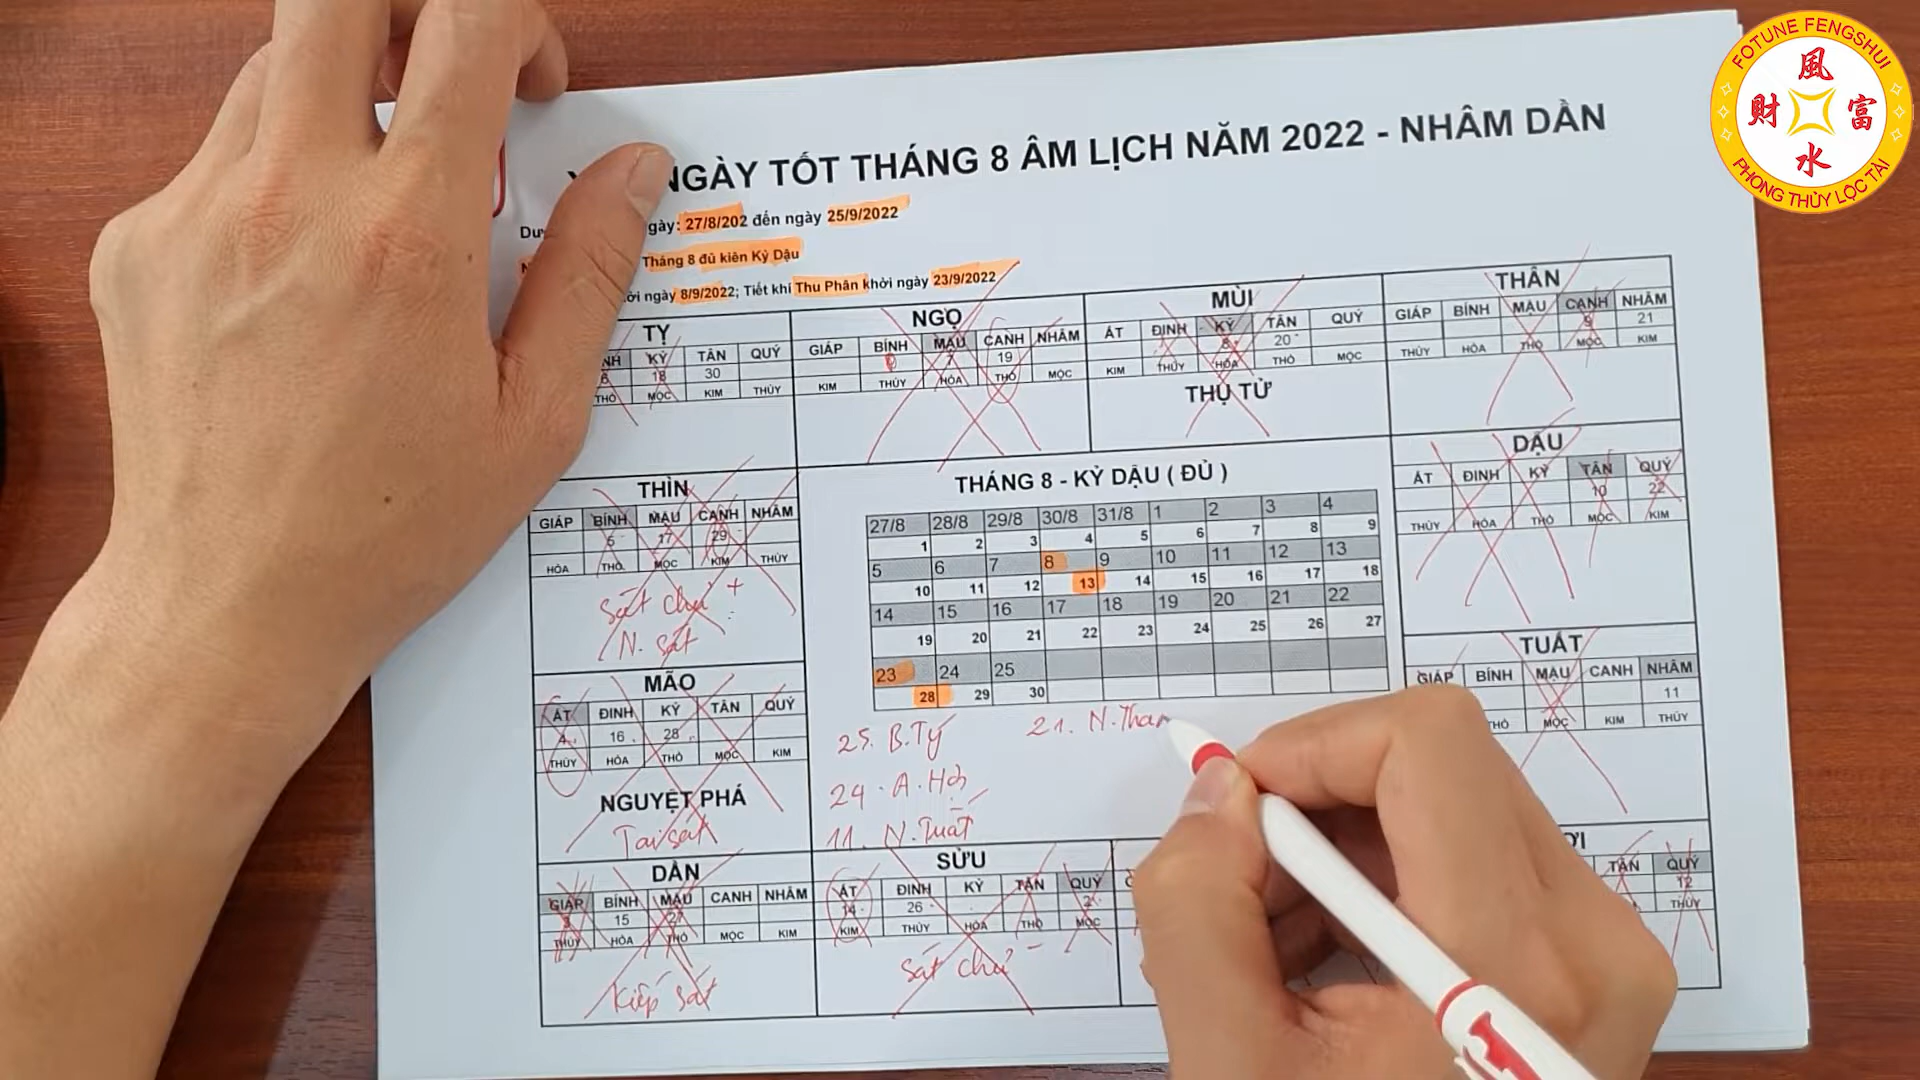 FOTUNE FENGSHUI
風
財 富
水
PHONG THỦY LỘC TÀI
NGÀY TỐT THÁNG 8 ÂM LỊCH NĂM 2022 - NHÂM DẦN
gày: 27/8/202 đến ngày 25/9/2022
Tháng 8 đủ kiên Kỷ Dậu
ngày 8/9/2022; Tiết khí Thu Phân khởi ngày 23/9/2022
TỴ
KỶ TÂN QUÝ
18 30
THỔ MỘC KIM THỦY
NGỌ
GIÁP BÍNH MẬU CANH NHÂM
7 19
KIM THỦY HỎA THỔ MỘC
MÙI
ÁT ĐINH KỶ TÂN QUÝ
8 20
KIM THỦY HỎA THỔ MỘC
THỤ TỬ
THÂN
GIÁP BÍNH MẬU CANH NHÂM
9 21
THỦY HỎA THỔ MỘC KIM
THÌN
GIÁP BÍNH MẬU CANH NHÂM
5 17 29
HỎA THỔ MỘC KIM THỦY
Sát chủ +
N. sát
THÁNG 8 - KỶ DẬU ( ĐỦ )
27/8 28/8 29/8 30/8 31/8 1 2 3 4
1 2 3 4 5 6 7 8 9
5 6 7 8 9 10 11 12 13
10 11 12 13 14 15 16 17 18
14 15 16 17 18 19 20 21 22
19 20 21 22 23 24 25 26 27
23 24 25
28 29 30
DẬU
ÁT ĐINH KỶ TÂN QUÝ
10 22
THỦY HỎA THỔ MỘC KIM
MÃO
ÁT ĐINH KỶ TÂN QUÝ
4 16 28
THỦY HỎA THỔ MỘC KIM
NGUYỆT PHÁ
Tai sát
25. B.Tý
24. A.Hợi
11. N.Tuất
21. N.Than
TUẤT
GIÁP BÍNH MẬU CANH NHÂM
11
MỘC KIM THỦY
DẦN
GIÁP BÍNH MẬU CANH NHÂM
3 15 27
THỦY HỎA THỔ MỘC KIM
Kiếp sát
SỬU
ÁT ĐINH KỶ TÂN QUÝ
14 26 2
KIM THỦY HỎA THỔ MỘC
Sát chủ -
TÂN QUÝ
12
THỦY